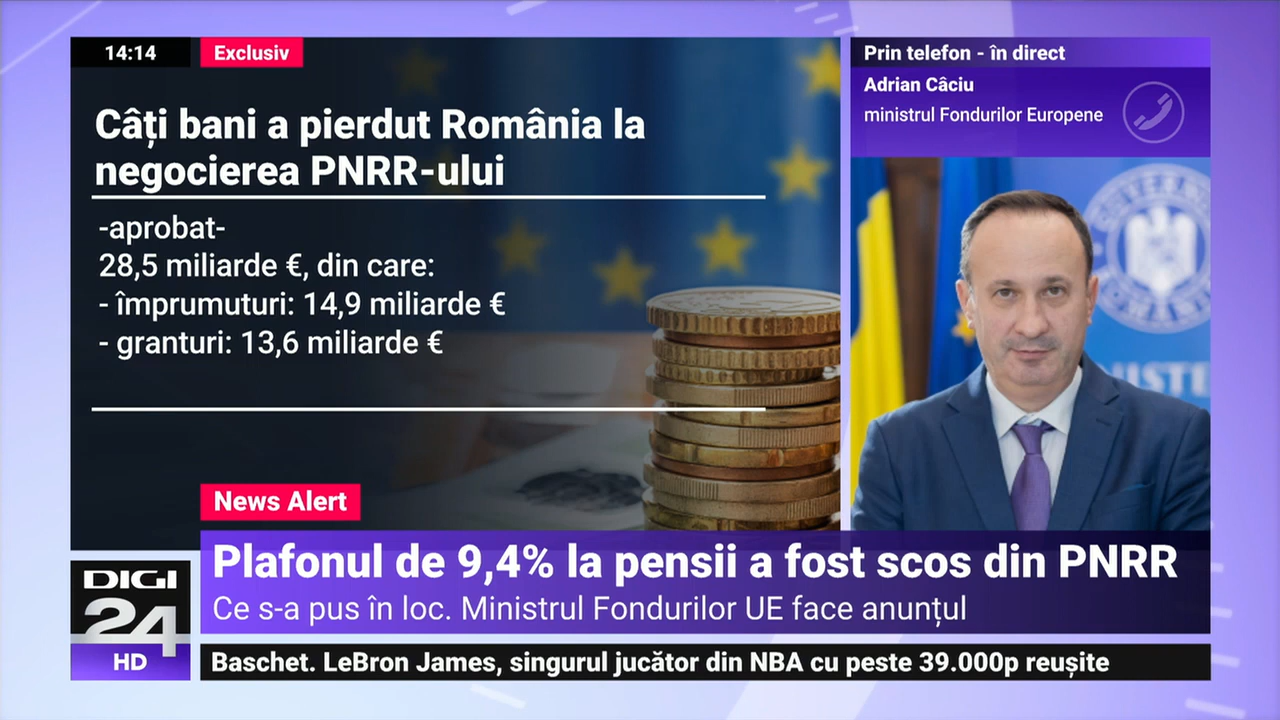 14:14
Exclusiv
Câți bani a pierdut România la
negocierea PNRR-ului
-aprobat-
28,5 miliarde €, din care:
- împrumuturi: 14,9 miliarde €
- granturi: 13,6 miliarde €
Prin telefon - în direct
Adrian Câciu
ministrul Fondurilor Europene
News Alert
Plafonul de 9,4% la pensii a fost scos din PNRR
Ce s-a pus în loc. Ministrul Fondurilor UE face anunțul
DIGI
24
HD
Baschet. LeBron James, singurul jucător din NBA cu peste 39.000p reușite